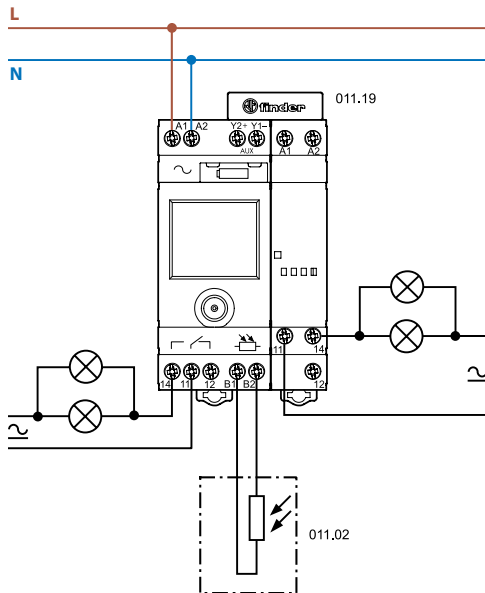 L
N
finder
011.19
A1 A2 Y2+ Y1- A1 A2
AUX
11 14
14 11 12 B1 B2 12
011.02